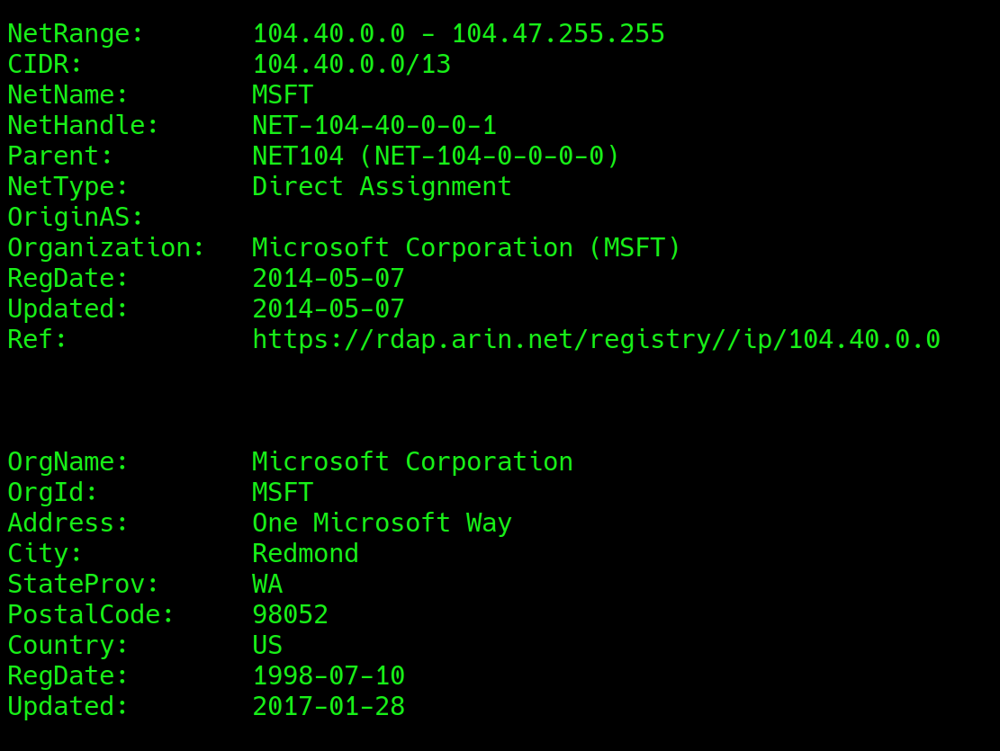 NetRange: 104.40.0.0 - 104.47.255.255
CIDR: 104.40.0.0/13
NetName: MSFT
NetHandle: NET-104-40-0-0-1
Parent: NET104 (NET-104-0-0-0-0)
NetType: Direct Assignment
OriginAS:
Organization: Microsoft Corporation (MSFT)
RegDate: 2014-05-07
Updated: 2014-05-07
Ref: https://rdap.arin.net/registry//ip/104.40.0.0
OrgName: Microsoft Corporation
OrgId: MSFT
Address: One Microsoft Way
City: Redmond
StateProv: WA
PostalCode: 98052
Country: US
RegDate: 1998-07-10
Updated: 2017-01-28